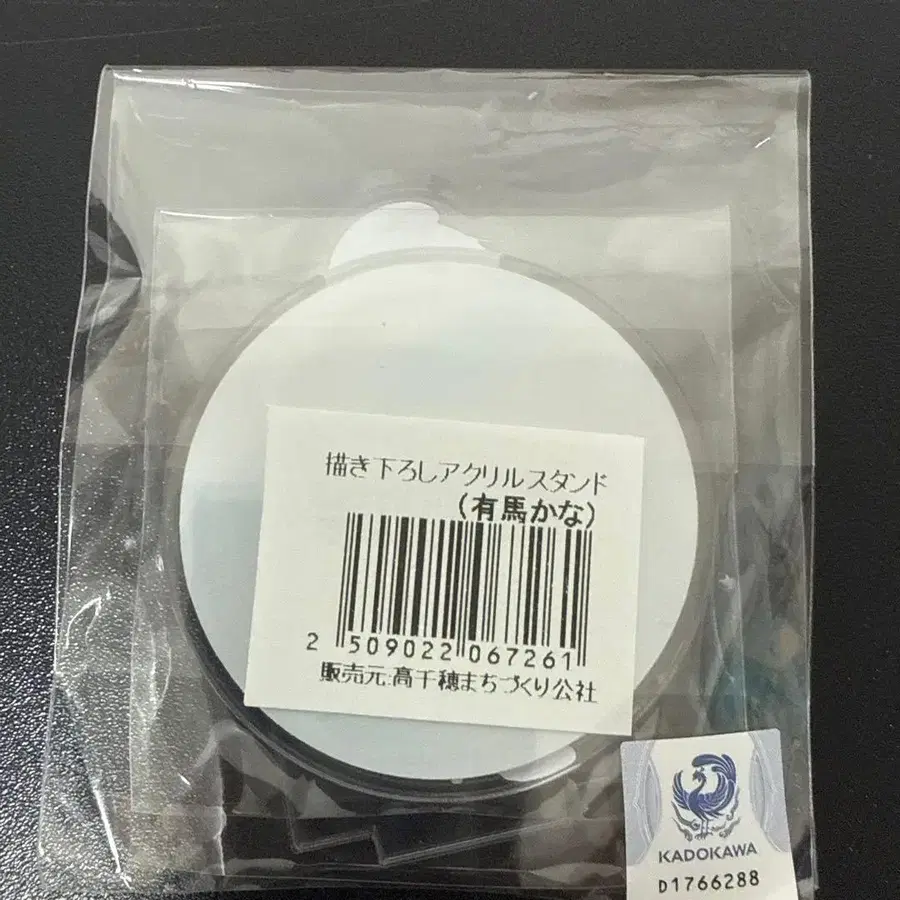 描き下ろしアクリルスタンド
(有馬かな)
2 509022 067261
販売元:高千穂まちづくり公社
KADOKAWA
D1766288